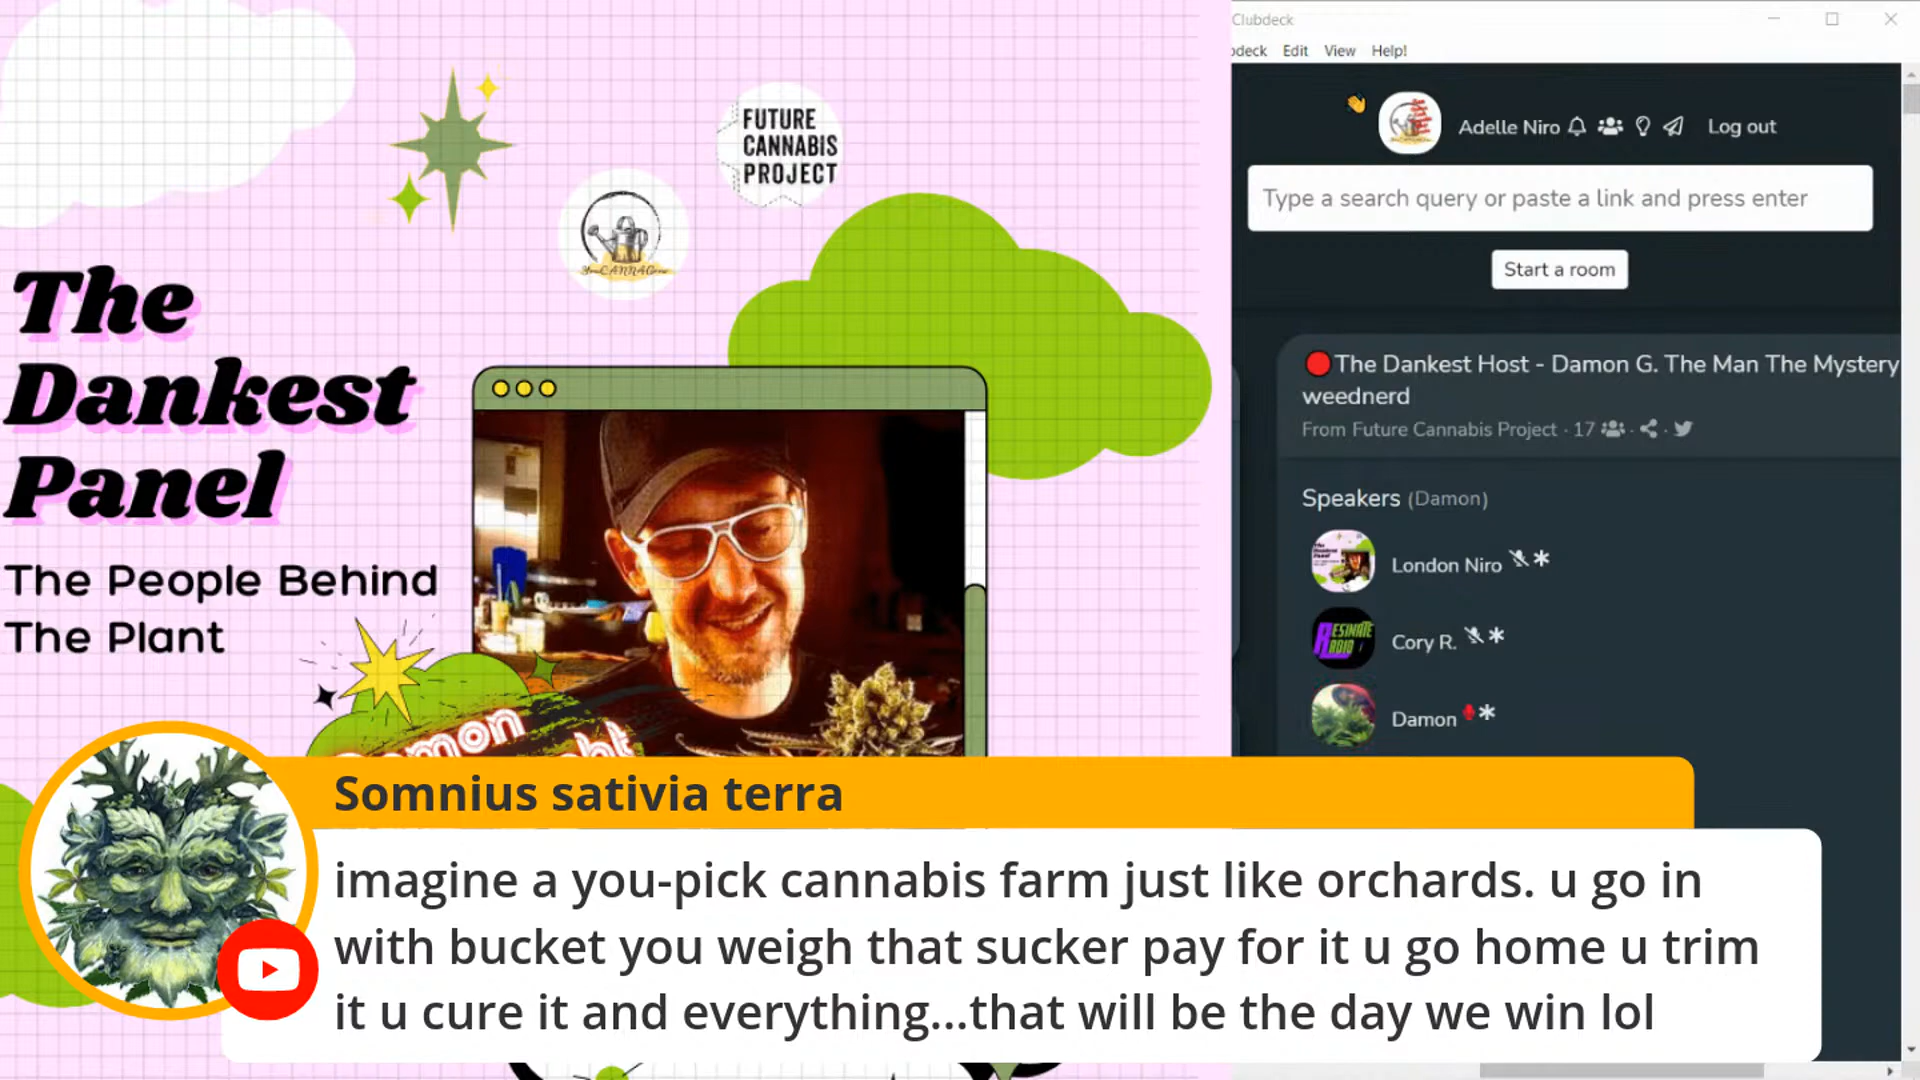 FUTURE
CANNABIS
PROJECT
YouCANNAGrow
The
Dankest
Panel
The People Behind
The Plant
Clubdeck
Edit View Help!
Adelle Niro
Log out
Type a search query or paste a link and press enter
Start a room
The Dankest Host - Damon G. The Man The Mystery
weednerd
From Future Cannabis Project · 17
Speakers (Damon)
London Niro
RESINATE
RADIO
Cory R.
Damon
Somnius sativia terra
imagine a you-pick cannabis farm just like orchards. u go in
with bucket you weigh that sucker pay for it u go home u trim
it u cure it and everything...that will be the day we win lol